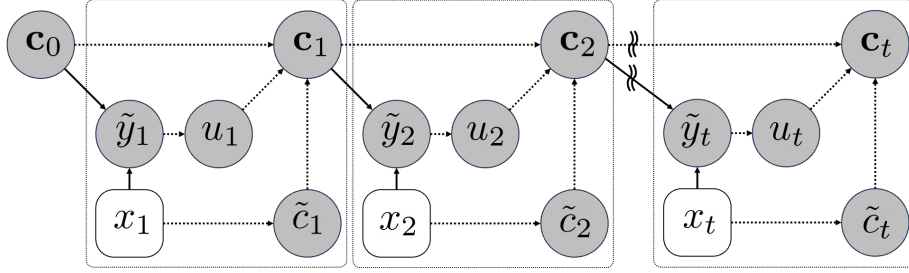 c₀ c₁ c₂ cₜ
ỹ₁ u₁ ỹ₂ u₂ ỹₜ uₜ
x₁ c̃₁ x₂ c̃₂ xₜ c̃ₜ